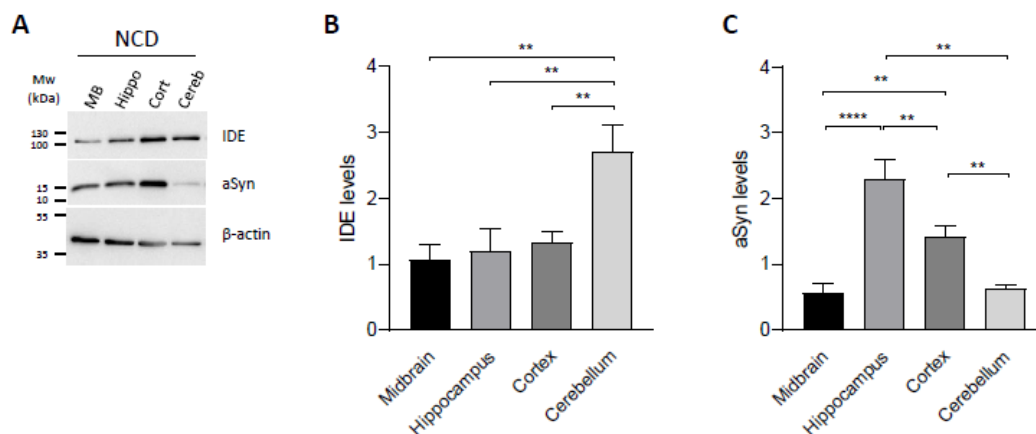 A
NCD
Mw
(kDa)
MB
Hippo
Cort
Cereb
130
100
IDE
15
10
aSyn
55
35
β-actin
B
**
**
**
IDE levels
4
3
2
1
0
Midbrain
Hippocampus
Cortex
Cerebellum
C
**
**
****
**
**
aSyn levels
4
3
2
1
0
Midbrain
Hippocampus
Cortex
Cerebellum